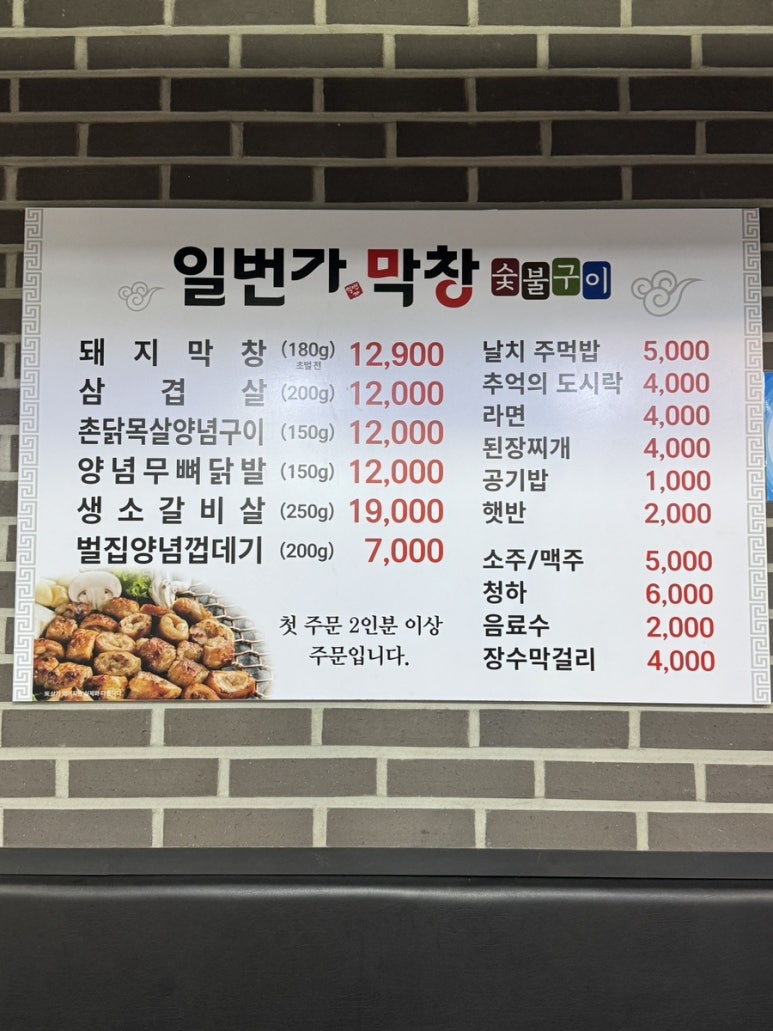 일번가 막창 숯불구이
돼지막창 (180g) 12,900
초벌전
삼겹살 (200g) 12,000
촌닭목살양념구이 (150g) 12,000
양념무뼈닭발 (150g) 12,000
생소갈비살 (250g) 19,000
벌집양념껍데기 (200g) 7,000
첫 주문 2인분 이상
주문입니다.
날치 주먹밥 5,000
추억의 도시락 4,000
라면 4,000
된장찌개 4,000
공기밥 1,000
햇반 2,000
소주/맥주 5,000
청하 6,000
음료수 2,000
장수막걸리 4,000